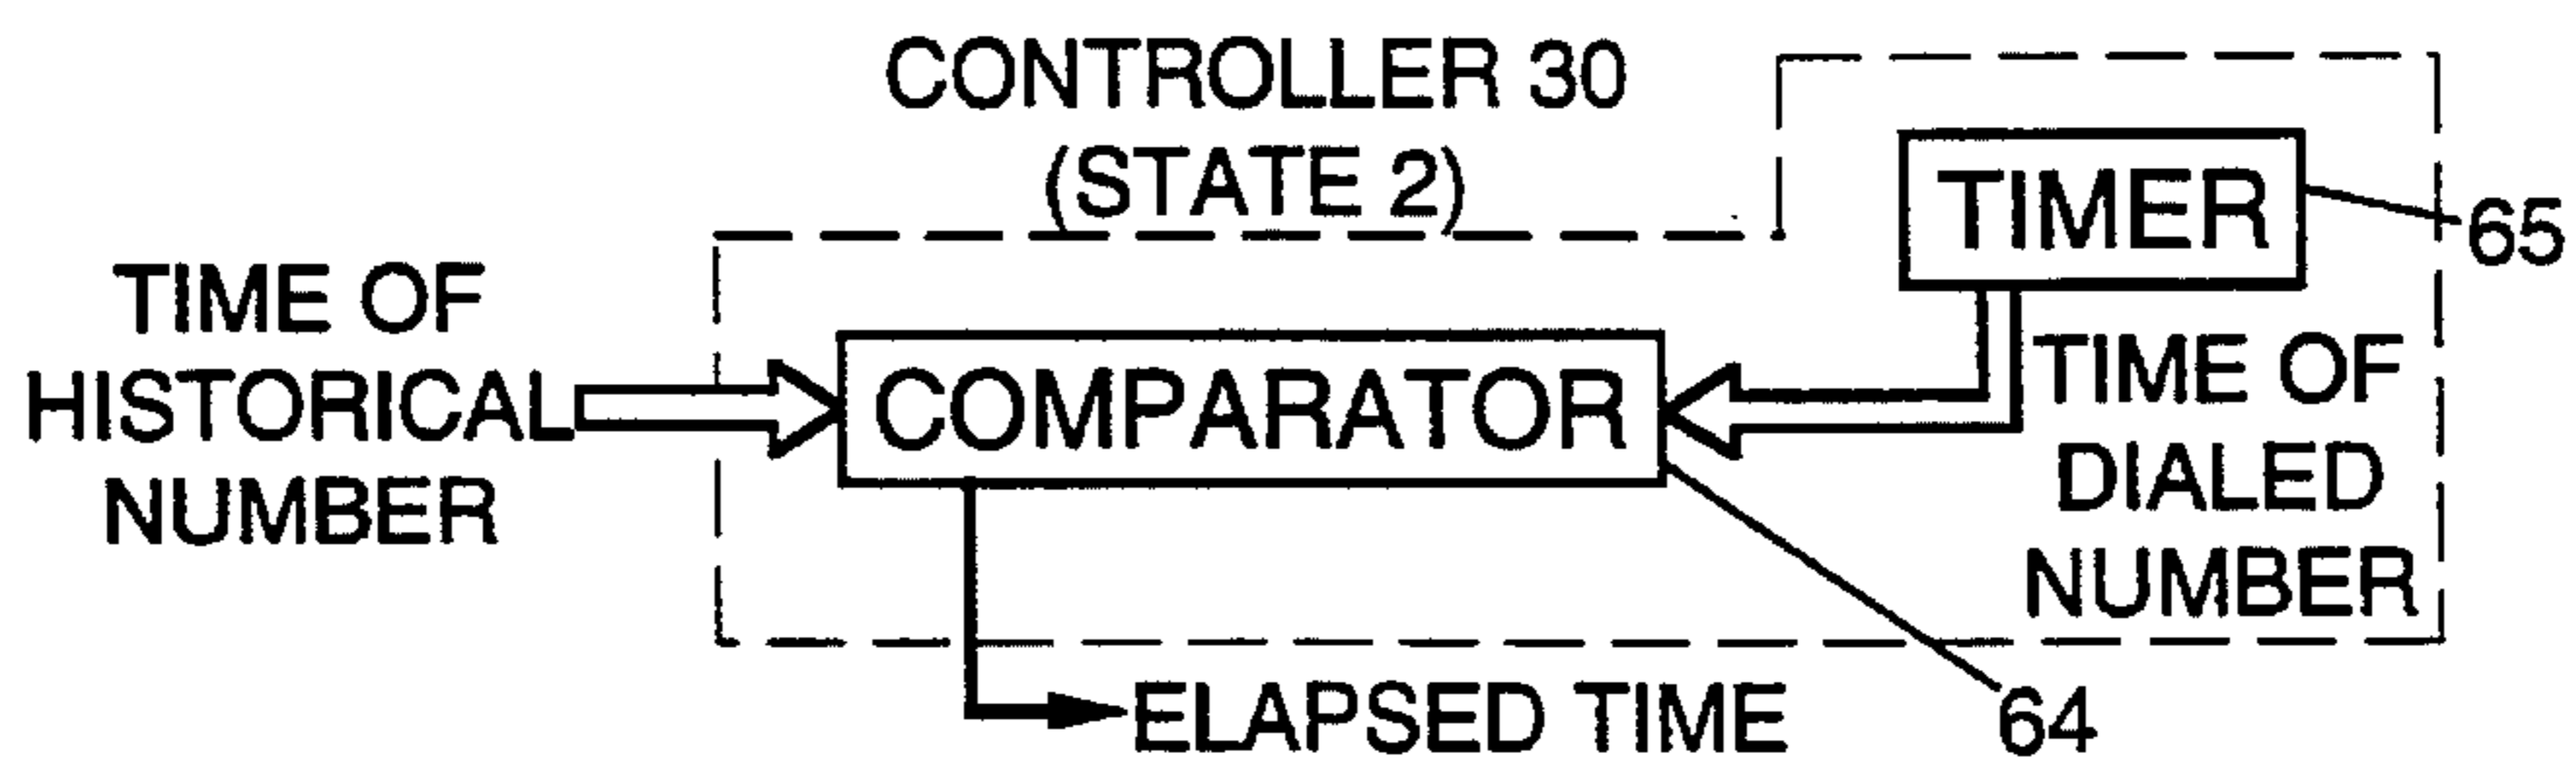 CONTROLLER 30
(STATE 2)
TIMER
65
TIME OF
HISTORICAL
NUMBER
COMPARATOR
TIME OF
DIALED
NUMBER
ELAPSED TIME
64